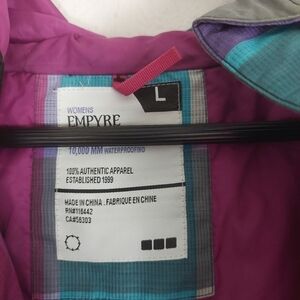 WOMENS
L
EMPYRE
10,000 MM WATERPROOFING
100% AUTHENTIC APPAREL
ESTABLISHED 1999
MADE IN CHINA . FABRIQUE EN CHINE
RN#116442
CA#56303